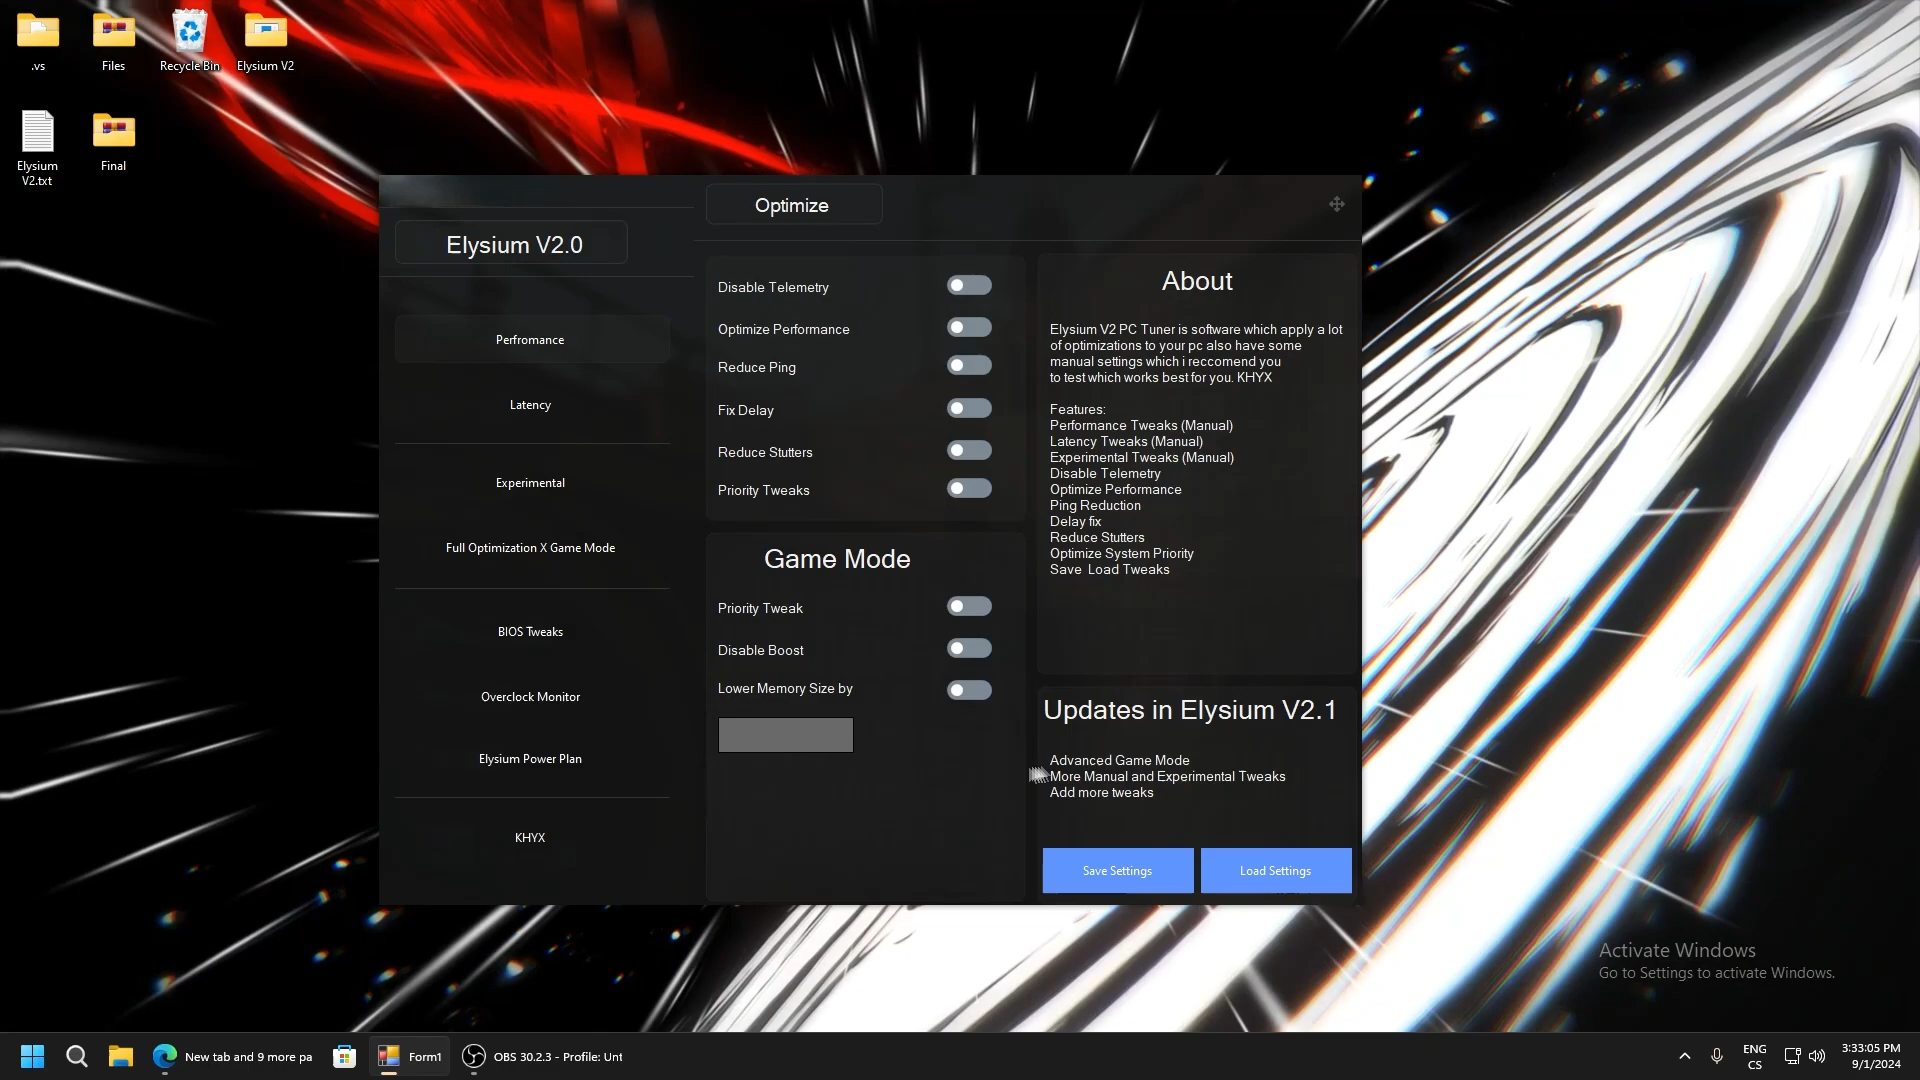 .vs
Files
Recycle Bin
Elysium V2
Elysium
V2.txt
Final
Optimize
Elysium V2.0
Perfromance
Latency
Experimental
Full Optimization X Game Mode
BIOS Tweaks
Overclock Monitor
Elysium Power Plan
KHYX
Disable Telemetry
Optimize Performance
Reduce Ping
Fix Delay
Reduce Stutters
Priority Tweaks
Game Mode
Priority Tweak
Disable Boost
Lower Memory Size by
About
Elysium V2 PC Tuner is software which apply a lot
of optimizations to your pc also have some
manual settings which i reccomend you
to test which works best for you. KHYX
Features:
Performance Tweaks (Manual)
Latency Tweaks (Manual)
Experimental Tweaks (Manual)
Disable Telemetry
Optimize Performance
Ping Reduction
Delay fix
Reduce Stutters
Optimize System Priority
Save Load Tweaks
Updates in Elysium V2.1
Advanced Game Mode
More Manual and Experimental Tweaks
Add more tweaks
Save Settings
Load Settings
Activate Windows
Go to Settings to activate Windows.
New tab and 9 more pa
Form1
OBS 30.2.3 - Profile: Unt
ENG
CS
3:33:05 PM
9/1/2024